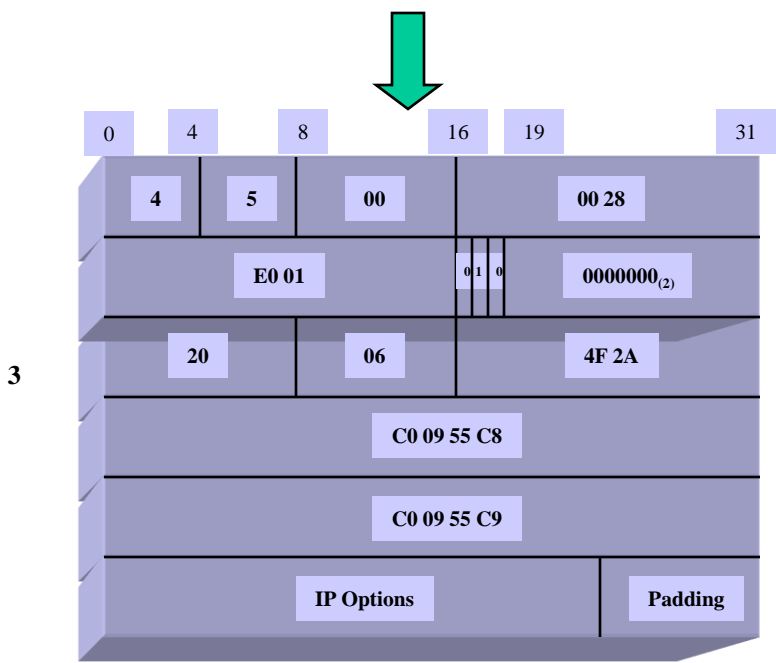 0 4 8 16 19 31
4 5 00 00 28
E0 01 0 1 0 0000000(2)
20 06 4F 2A
3
C0 09 55 C8
C0 09 55 C9
IP Options Padding